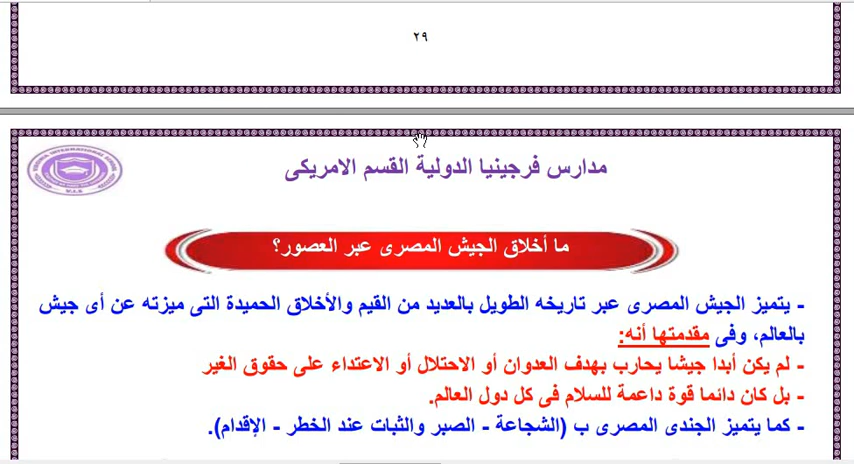 ٢٩
مدارس فرجينيا الدولية القسم الامريكى
V.I.S
ما أخلاق الجيش المصرى عبر العصور؟
- يتميز الجيش المصرى عبر تاريخه الطويل بالعديد من القيم والأخلاق الحميدة التى ميزته عن أى جيش
بالعالم، وفى مقدمتها أنه:
- لم يكن أبدا جيشا يحارب بهدف العدوان أو الاحتلال أو الاعتداء على حقوق الغير
- بل كان دائما قوة داعمة للسلام فى كل دول العالم.
- كما يتميز الجندى المصرى ب (الشجاعة - الصبر والثبات عند الخطر - الإقدام).